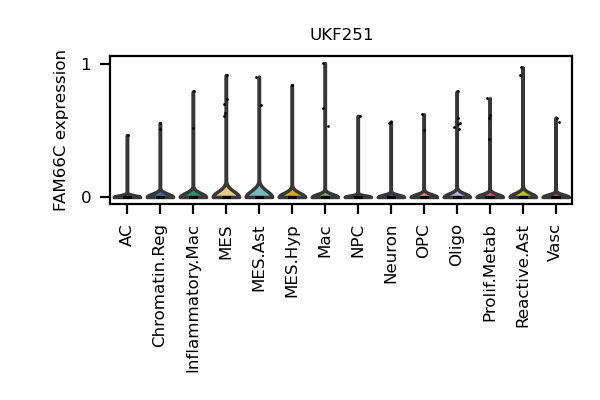 UKF251
FAM66C expression
1
0
AC
Chromatin.Reg
Inflammatory.Mac
MES
MES.Ast
MES.Hyp
Mac
NPC
Neuron
OPC
Oligo
Prolif.Metab
Reactive.Ast
Vasc